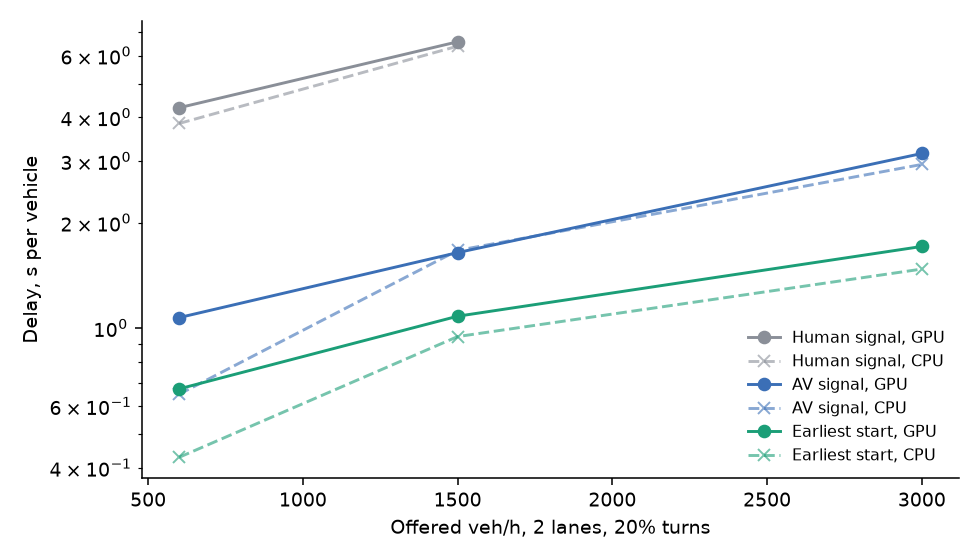 6 × 10⁰
4 × 10⁰
3 × 10⁰
2 × 10⁰
10⁰
6 × 10⁻¹
4 × 10⁻¹
Delay, s per vehicle
Human signal, GPU
Human signal, CPU
AV signal, GPU
AV signal, CPU
Earliest start, GPU
Earliest start, CPU
500 1000 1500 2000 2500 3000
Offered veh/h, 2 lanes, 20% turns